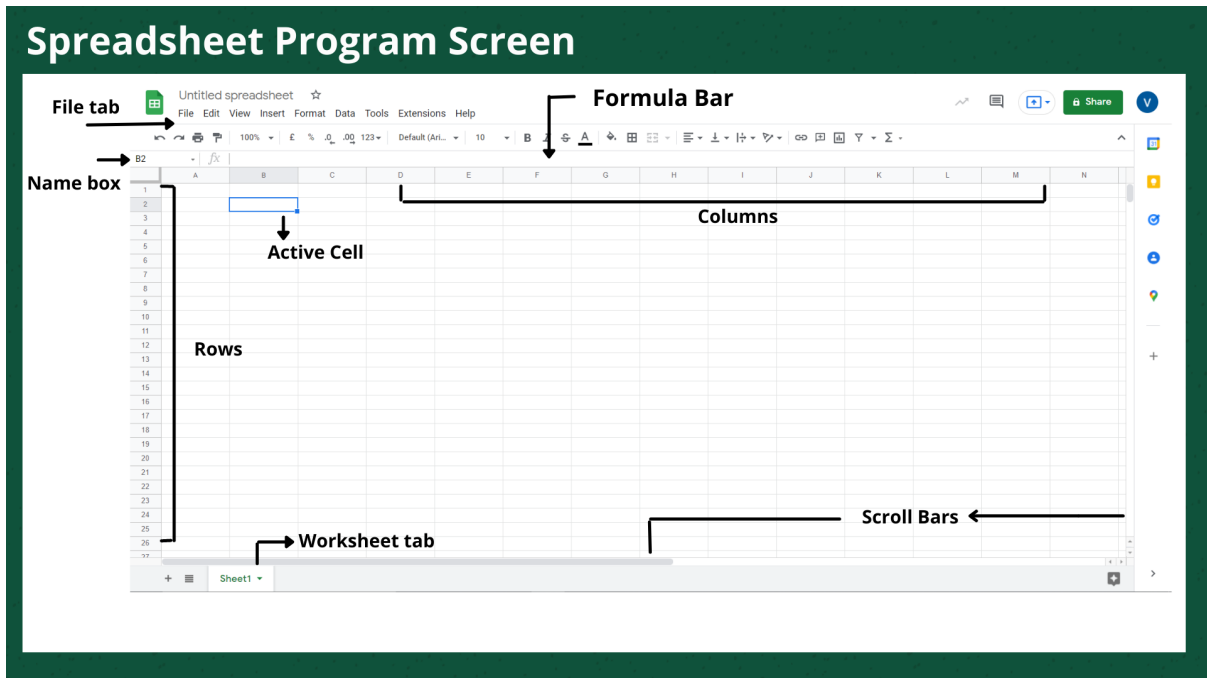 Spreadsheet Program Screen
File tab
Untitled spreadsheet
Formula Bar
File Edit View Insert Format Data Tools Extensions Help
Share
V
100% £ % .0 .00 123 Default (Ari... 10 B I S A Σ
31
B2 fx
Name box
A B C D E F G H I J K L M N
1
2
3
Columns
4
Active Cell
5
6
7
8
9
10
11
12
Rows
13
14
15
16
17
18
19
20
21
22
23
24
Scroll Bars
25
26
Worksheet tab
27
+ Sheet1